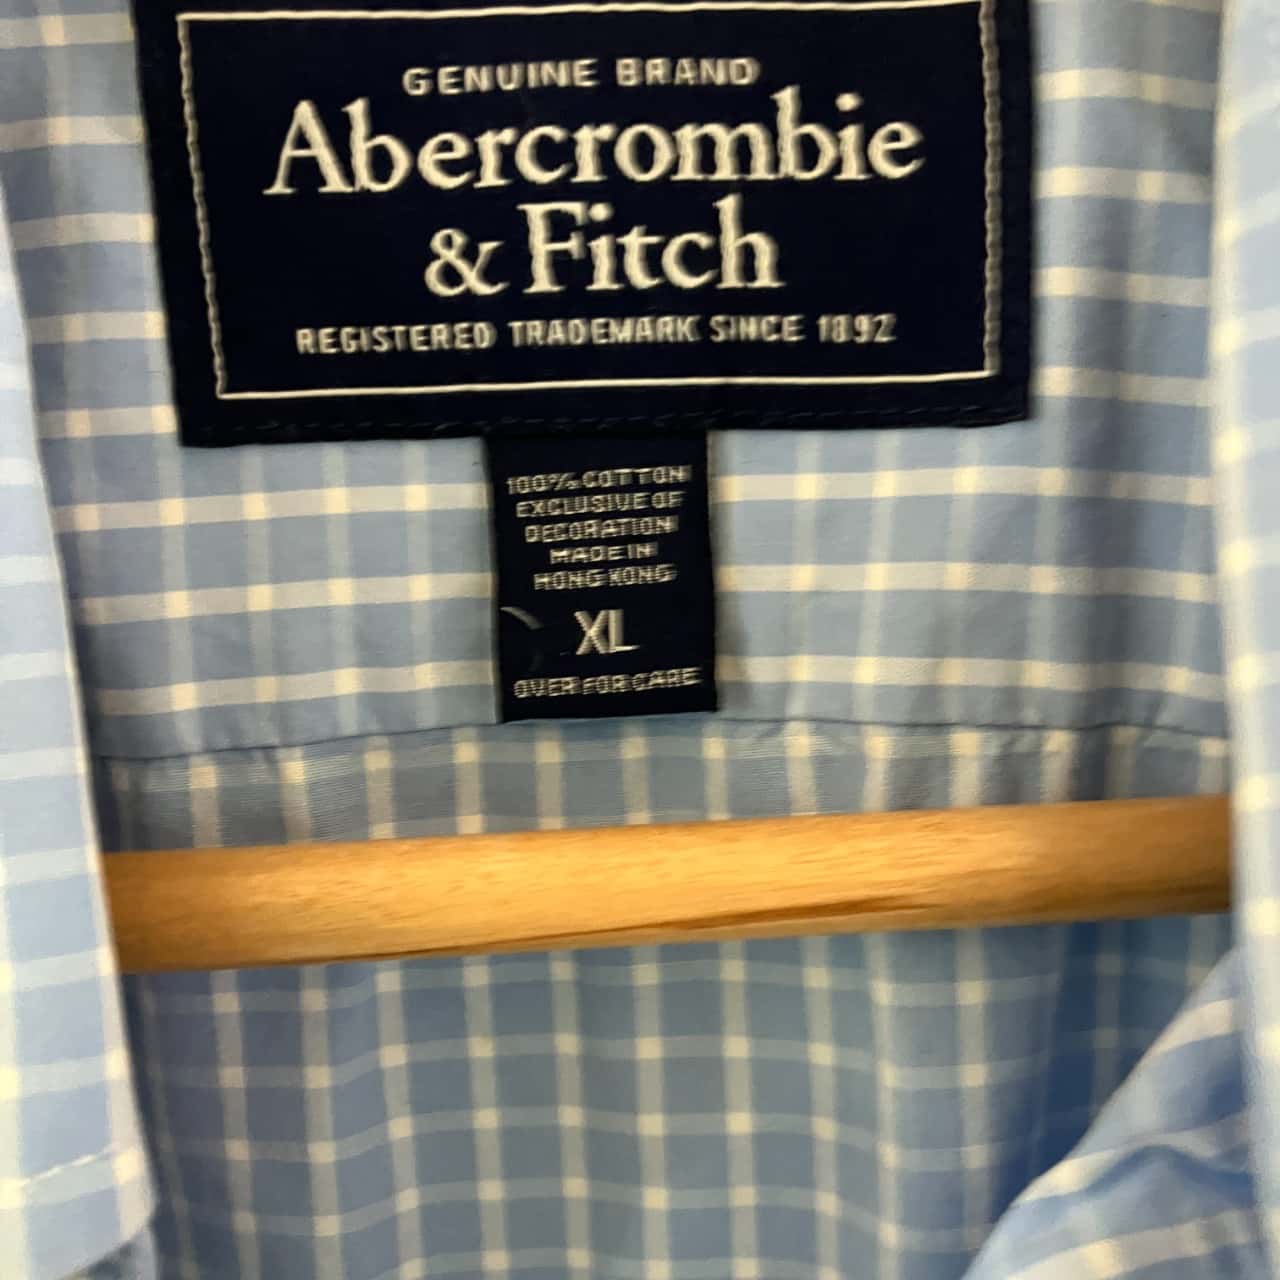 GENUINE BRAND
Abercrombie
& Fitch
REGISTERED TRADEMARK SINCE 1892
100% COTTON
EXCLUSIVE OF
DECORATION
MADE IN
HONG KONG
XL
OVER FOR CARE